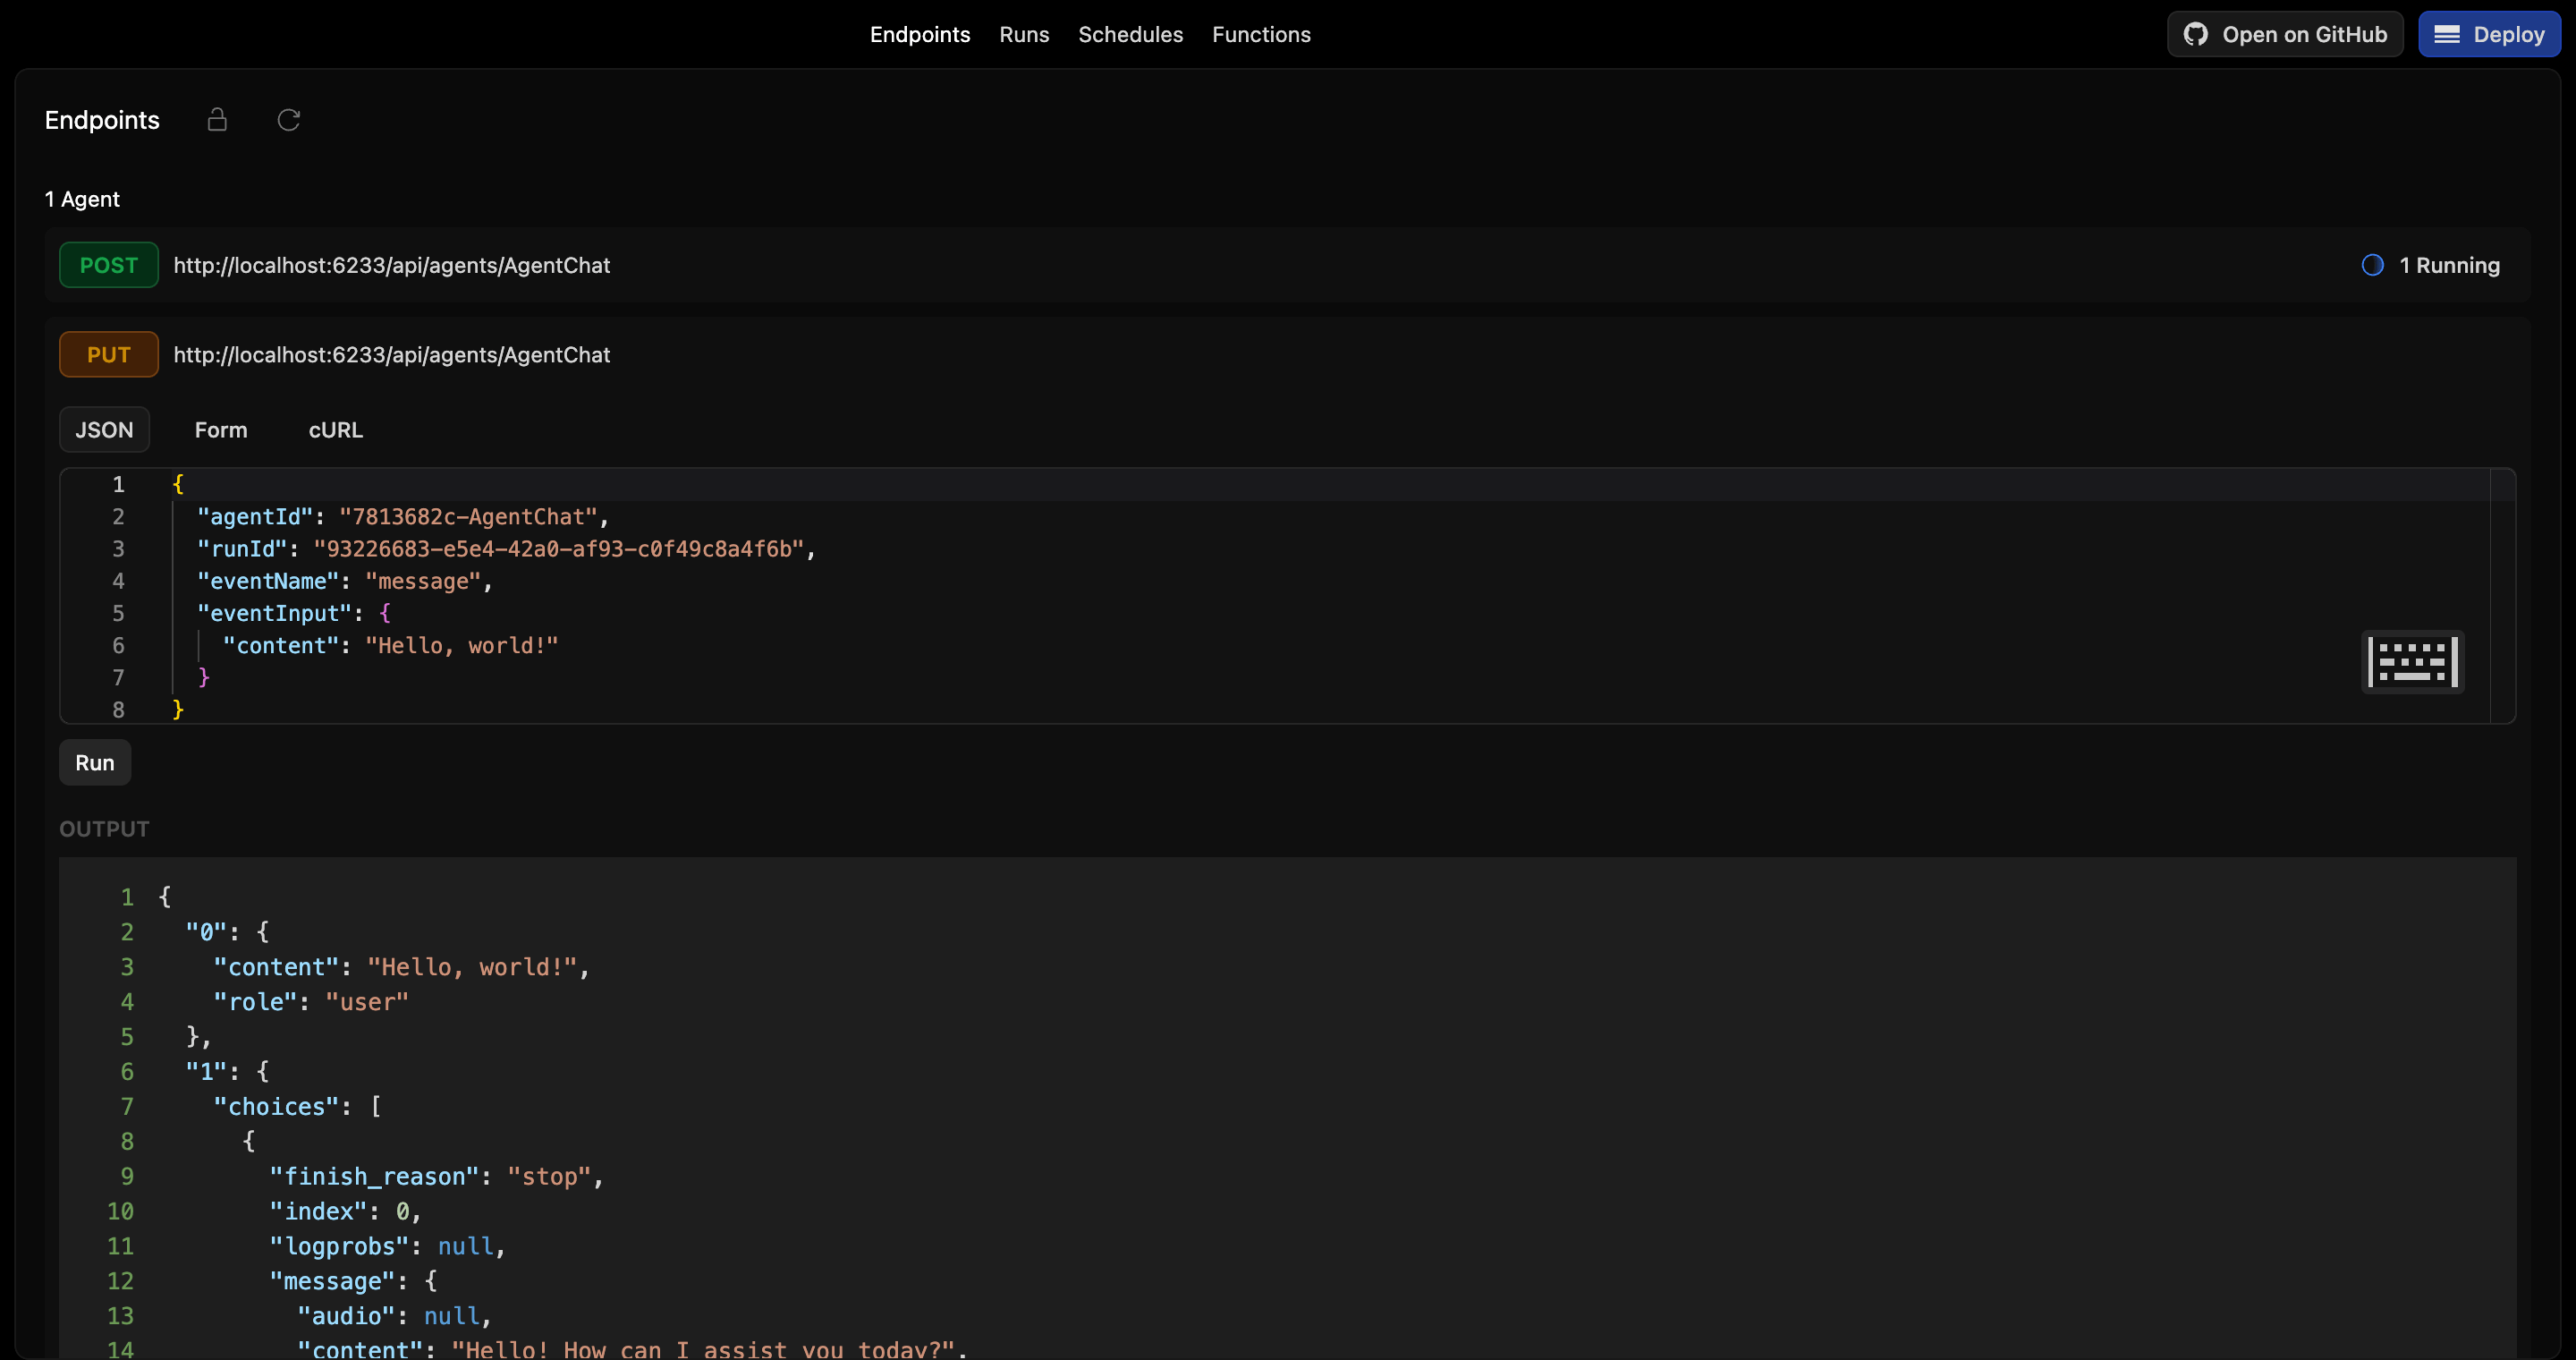 Endpoints Runs Schedules Functions Open on GitHub Deploy
Endpoints
1 Agent
POST http://localhost:6233/api/agents/AgentChat 1 Running
PUT http://localhost:6233/api/agents/AgentChat
JSON Form cURL
1 {
2 "agentId": "7813682c-AgentChat",
3 "runId": "93226683-e5e4-42a0-af93-c0f49c8a4f6b",
4 "eventName": "message",
5 "eventInput": {
6 "content": "Hello, world!"
7 }
8 }
Run
OUTPUT
1 {
2 "0": {
3 "content": "Hello, world!",
4 "role": "user"
5 },
6 "1": {
7 "choices": [
8 {
9 "finish_reason": "stop",
10 "index": 0,
11 "logprobs": null,
12 "message": {
13 "audio": null,
14 "content": "Hello! How can I assist you today?",